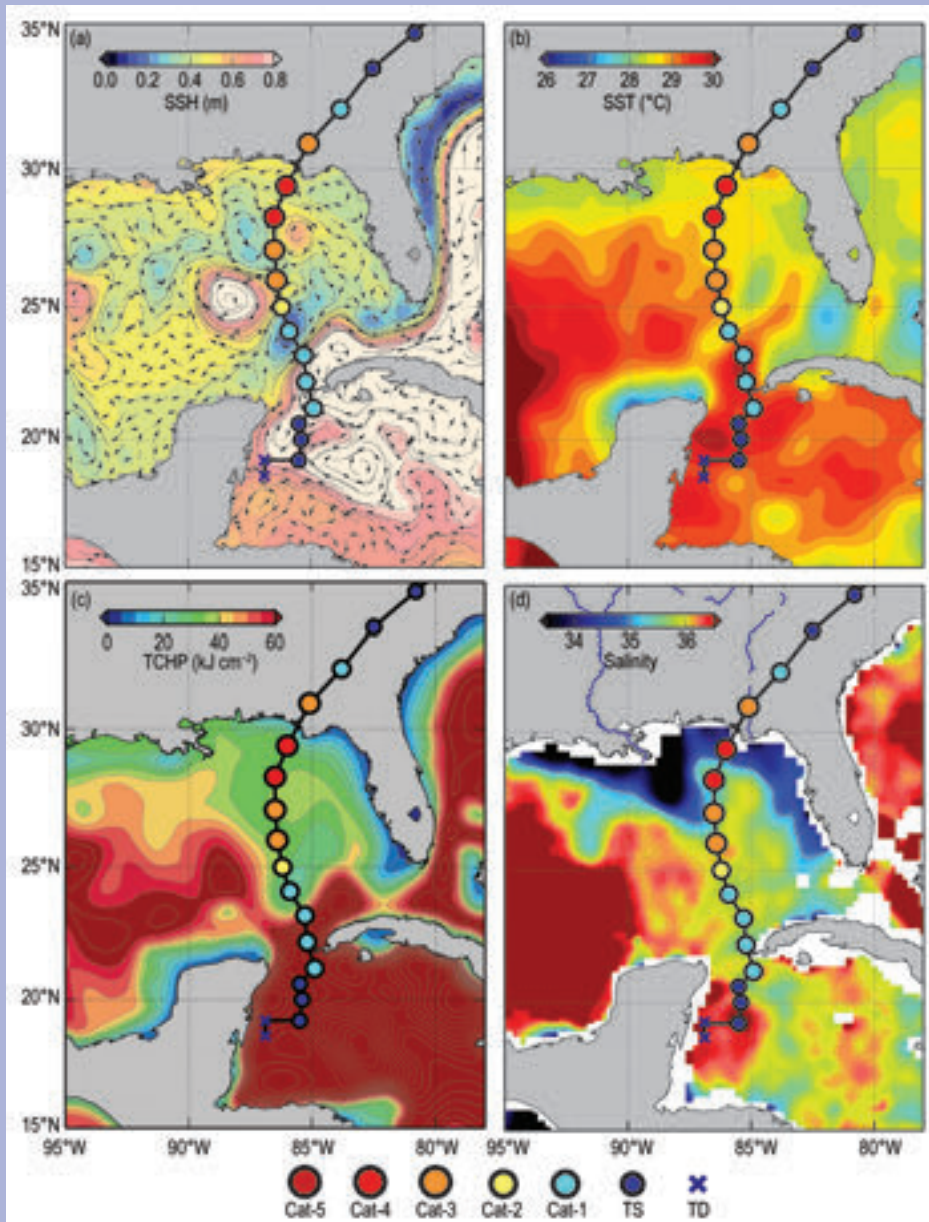 35°N
(a)
0.0 0.2 0.4 0.6 0.8
SSH (m)
(b)
26 27 28 29 30
SST (°C)
30°N
25°N
20°N
15°N
35°N
(c)
0 20 40 60
TCHP (kJ cm⁻²)
(d)
34 35 36
Salinity
30°N
25°N
20°N
15°N
95°W 90°W 85°W 80°W 95°W 90°W 85°W 80°W
Cat-5 Cat-4 Cat-3 Cat-2 Cat-1 TS TD